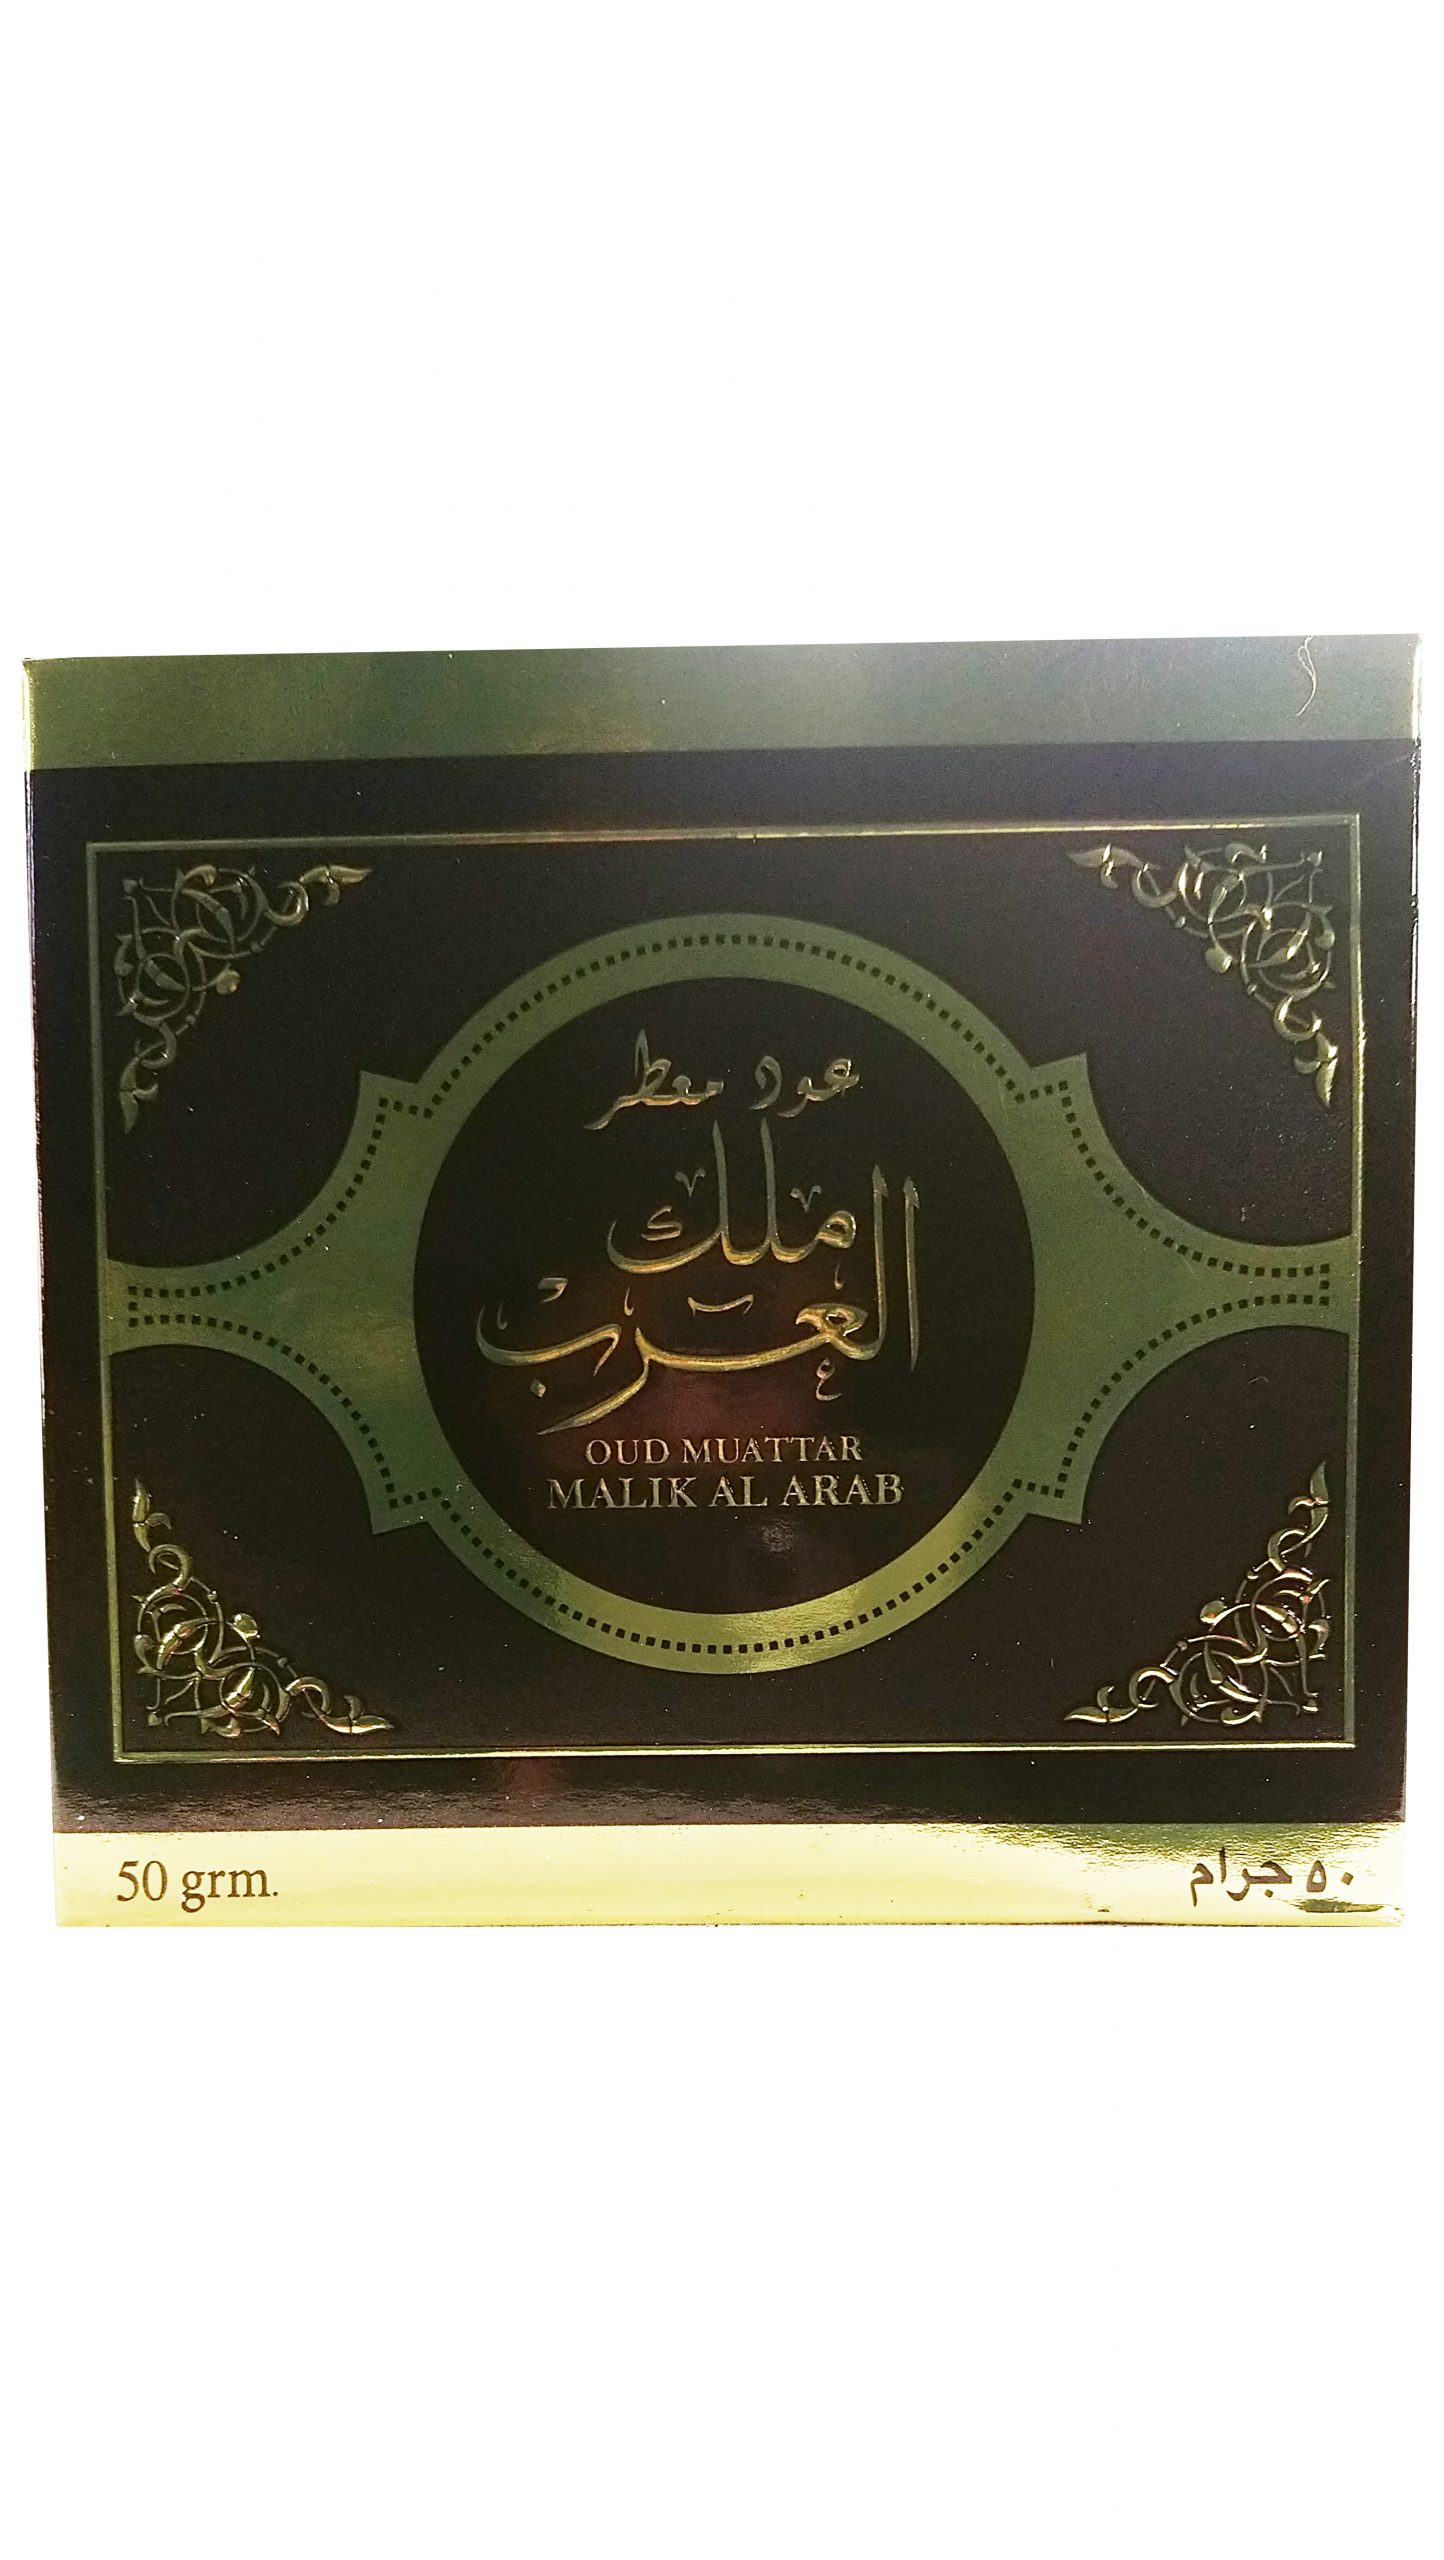 عود معطر
ملك
العرب
OUD MUATTAR
MALIK AL ARAB
50 grm.
٥٠ جرام